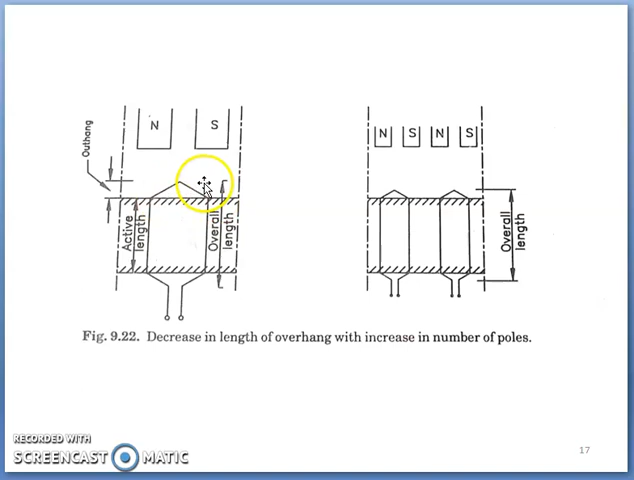 N S
N S N S
Outhang
Active length
Overall length
Overall length
Fig. 9.22. Decrease in length of overhang with increase in number of poles.
17
RECORDED WITH
SCREENCAST MATIC